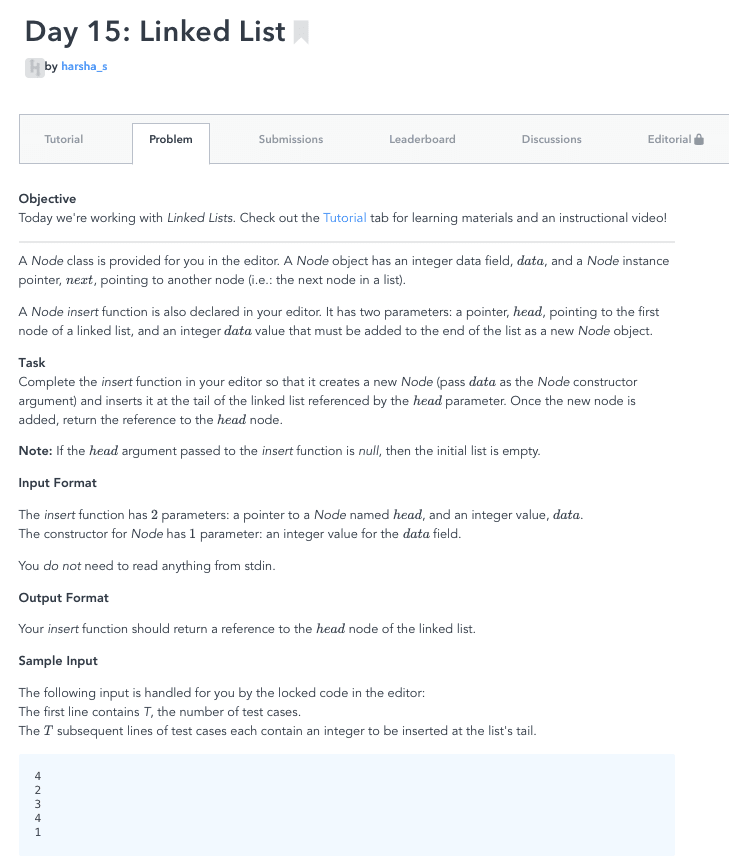 Day 15: Linked List
by harsha_s
Tutorial Problem Submissions Leaderboard Discussions Editorial
Objective
Today we're working with Linked Lists. Check out the Tutorial tab for learning materials and an instructional video!
A Node class is provided for you in the editor. A Node object has an integer data field, data, and a Node instance
pointer, next, pointing to another node (i.e.: the next node in a list).
A Node insert function is also declared in your editor. It has two parameters: a pointer, head, pointing to the first
node of a linked list, and an integer data value that must be added to the end of the list as a new Node object.
Task
Complete the insert function in your editor so that it creates a new Node (pass data as the Node constructor
argument) and inserts it at the tail of the linked list referenced by the head parameter. Once the new node is
added, return the reference to the head node.
Note: If the head argument passed to the insert function is null, then the initial list is empty.
Input Format
The insert function has 2 parameters: a pointer to a Node named head, and an integer value, data.
The constructor for Node has 1 parameter: an integer value for the data field.
You do not need to read anything from stdin.
Output Format
Your insert function should return a reference to the head node of the linked list.
Sample Input
The following input is handled for you by the locked code in the editor:
The first line contains T, the number of test cases.
The T subsequent lines of test cases each contain an integer to be inserted at the list's tail.
4
2
3
4
1